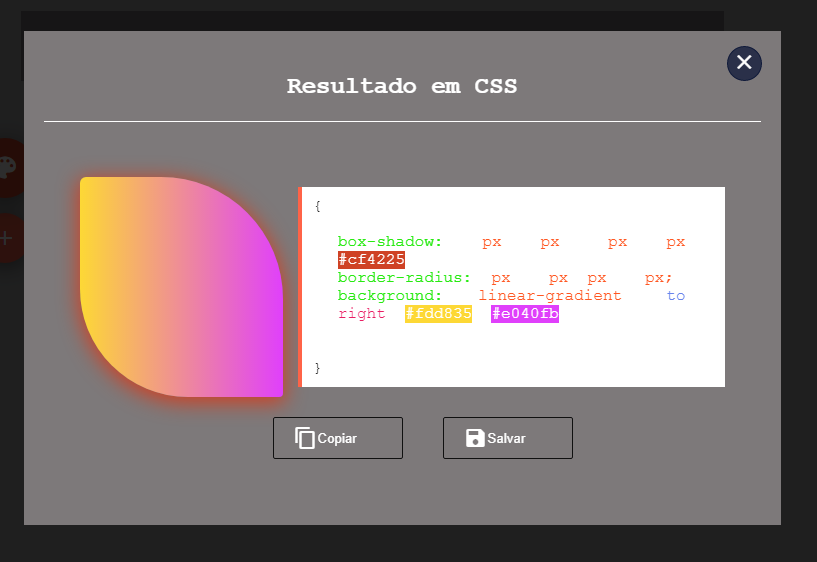 Resultado em CSS
{
box-shadow: px px px px
#cf4225
border-radius: px px px px;
background: linear-gradient to
right #fdd835 #e040fb
}
Copiar
Salvar